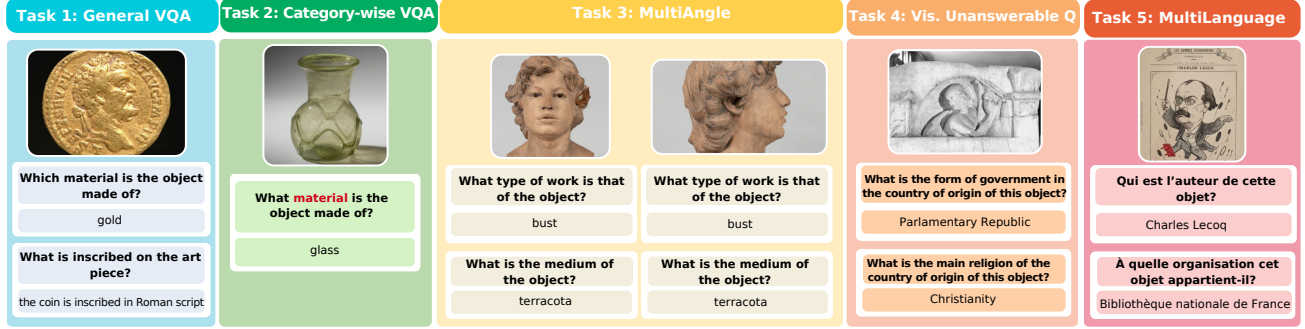 Task 1: General VQA
Which material is the object
made of?
gold
What is inscribed on the art
piece?
the coin is inscribed in Roman script
Task 2: Category-wise VQA
What material is the
object made of?
glass
Task 3: MultiAngle
What type of work is that
of the object?
bust
What is the medium of
the object?
terracota
What type of work is that
of the object?
bust
What is the medium of
the object?
terracota
Task 4: Vis. Unanswerable Q
What is the form of government in
the country of origin of this object?
Parlamentary Republic
What is the main religion of the
country of origin of this object?
Christianity
Task 5: MultiLanguage
CHARLES LECOQ
Qui est l’auteur de cette
objet?
Charles Lecoq
À quelle organisation cet
objet appartient-il?
Bibliothèque nationale de France